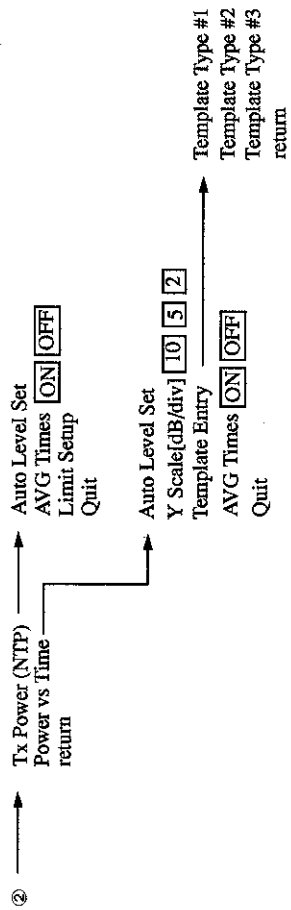 ②
Tx Power (NTP)
Power vs Time
return
Auto Level Set
AVG Times ON OFF
Limit Setup
Quit
Auto Level Set
Y Scale[dB/div] 10 5 2
Template Entry
AVG Times ON OFF
Quit
Template Type #1
Template Type #2
Template Type #3
return